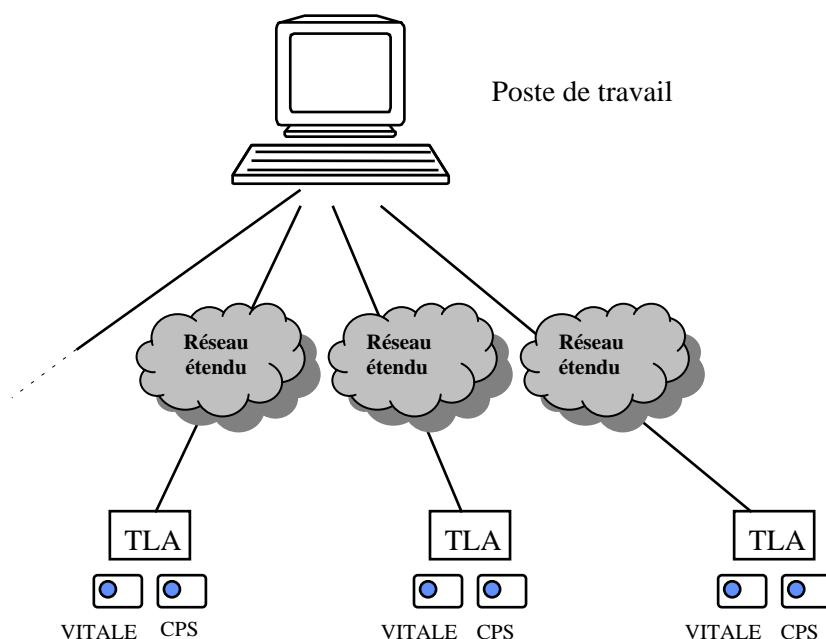 Poste de travail
Réseau
étendu
Réseau
étendu
Réseau
étendu
TLA
TLA
TLA
VITALE CPS
VITALE CPS
VITALE CPS